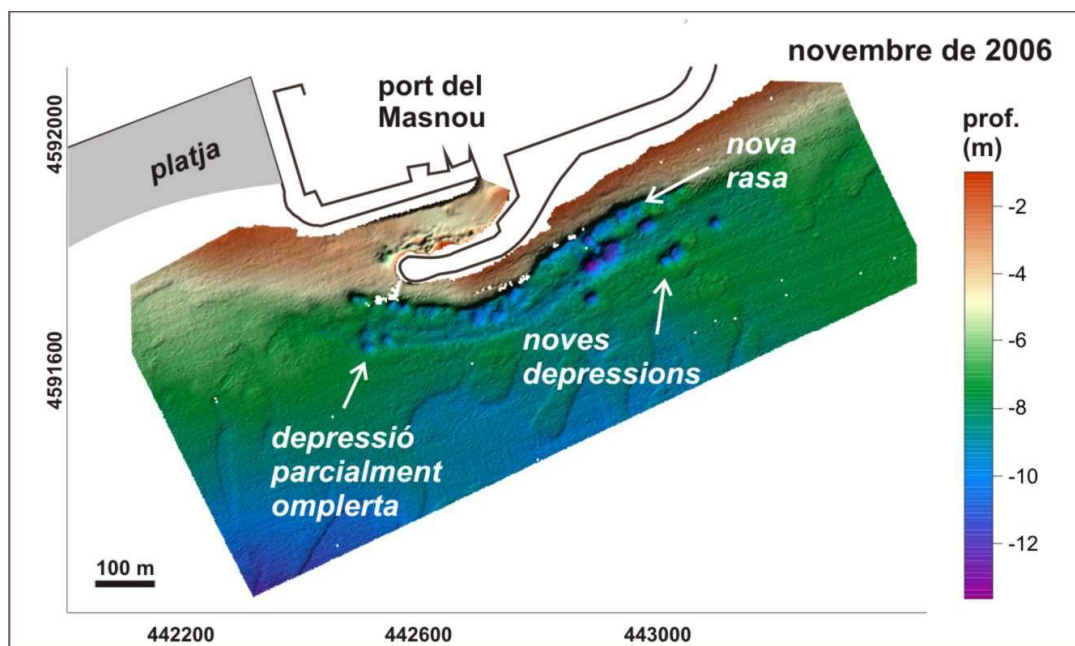 novembre de 2006
port del
Masnou
platja
prof.
(m)
nova
rasa
noves
depressions
depressió
parcialment
omplerta
-2
-4
-6
-8
-10
-12
100 m
4592000
4591600
442200
442600
443000